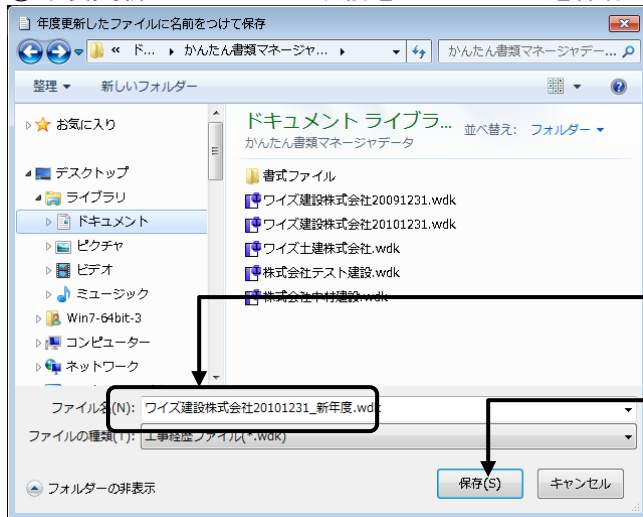 年度更新したファイルに名前をつけて保存
« ド... ▸ かんたん書類マネージャ... ▸
かんたん書類マネージャデー...
整理 ▼ 新しいフォルダー
お気に入り
デスクトップ
ライブラリ
ドキュメント
ピクチャ
ビデオ
ミュージック
Win7-64bit-3
コンピューター
ネットワーク
ドキュメント ライブラ...
並べ替え: フォルダー ▼
かんたん書類マネージャデータ
書式ファイル
ワイズ建設株式会社20091231.wdk
ワイズ建設株式会社20101231.wdk
ワイズ土建株式会社.wdk
株式会社テスト建設.wdk
株式会社中村建設.wdk
ファイル名(N): ワイズ建設株式会社20101231_新年度.wdk
ファイルの種類(T): 工事経歴ファイル(*.wdk)
フォルダーの非表示
保存(S)
キャンセル